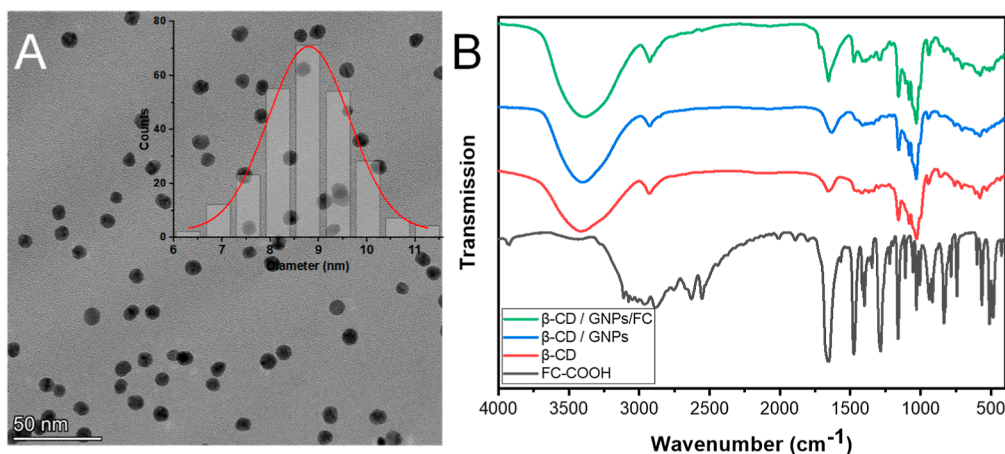 A
80
60
40
20
0
Counts
6
7
8
9
10
11
Diameter (nm)
50 nm
B
Transmission
β-CD / GNPs/FC
β-CD / GNPs
β-CD
FC-COOH
4000
3500
3000
2500
2000
1500
1000
500
Wavenumber (cm⁻¹)